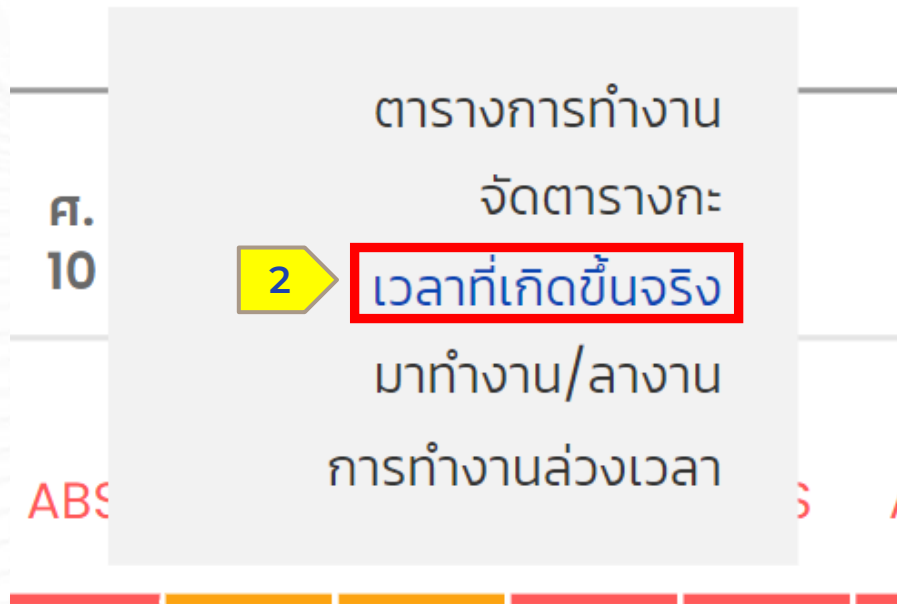 ตารางการทำงาน
จัดตารางกะ
ศ.
10
2
เวลาที่เกิดขึ้นจริง
มาทำงาน/ลางาน
การทำงานล่วงเวลา
ABS
S